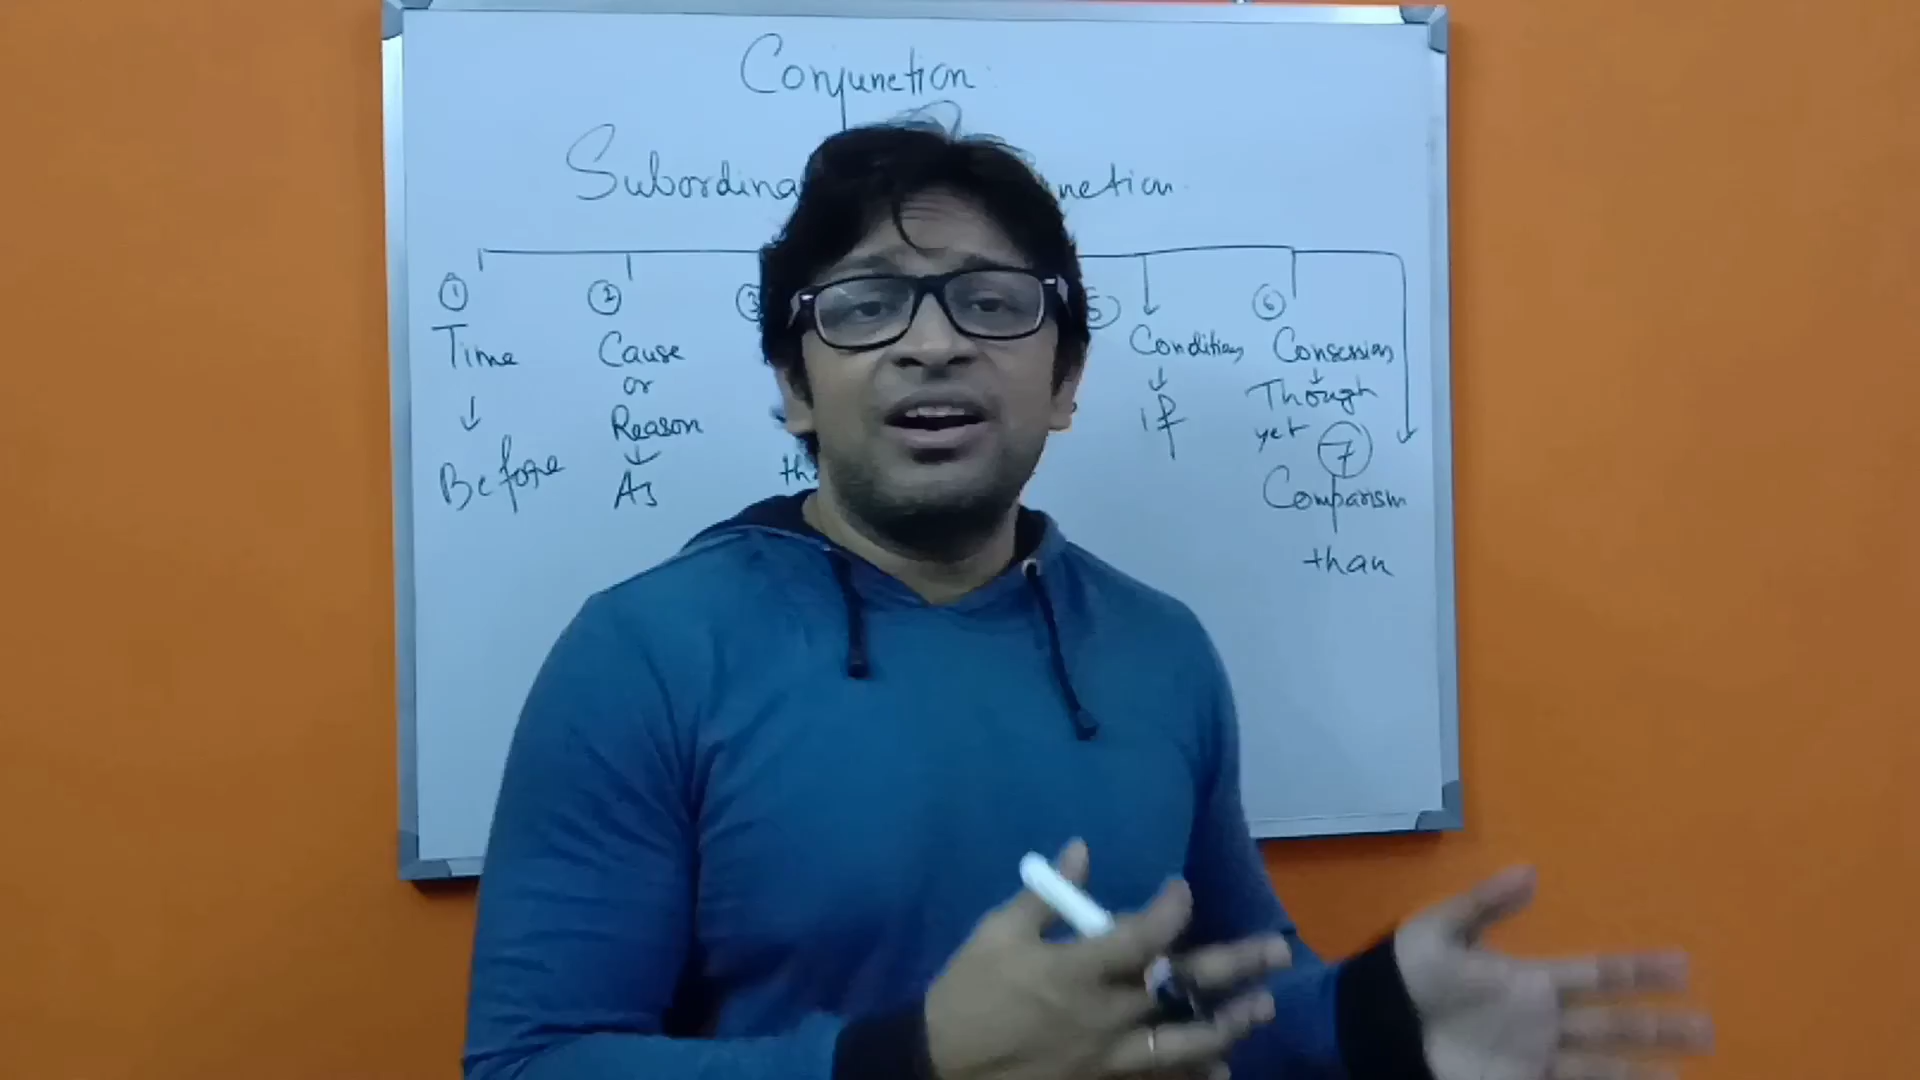 Conjunction
Subordina nction
① ② ③ 5 ⑥
Time Cause Condition Consession
or
Reason
Before As
if
Though
yet ⑦
Comparism
than